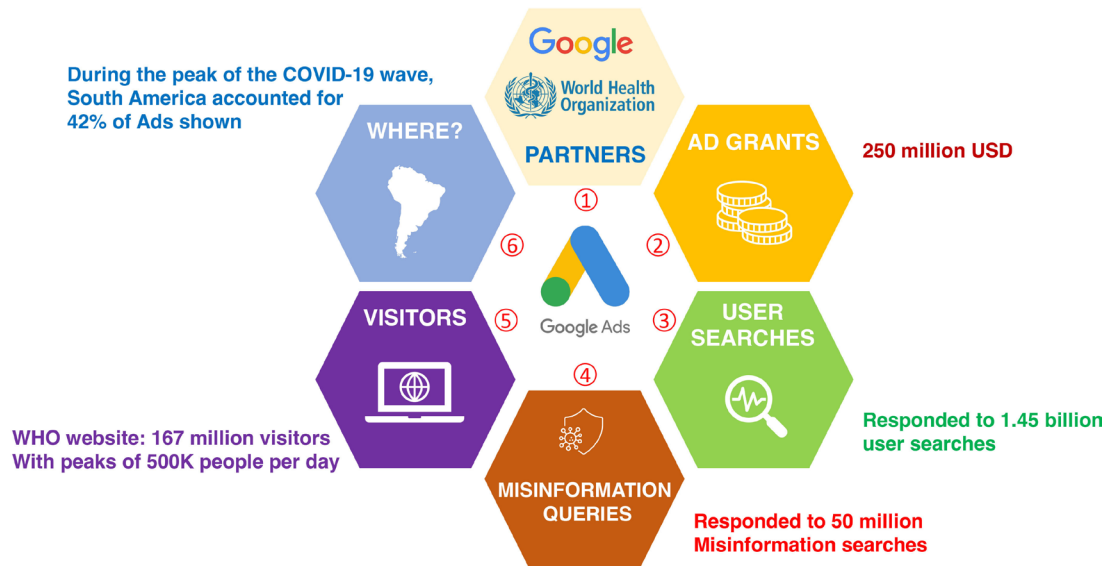 Google
World Health
Organization
PARTNERS
①
AD GRANTS
250 million USD
②
USER
SEARCHES
Responded to 1.45 billion
user searches
③
④
MISINFORMATION
QUERIES
Responded to 50 million
Misinformation searches
VISITORS
⑤
WHO website: 167 million visitors
With peaks of 500K people per day
During the peak of the COVID-19 wave,
South America accounted for
42% of Ads shown
WHERE?
⑥
Google Ads